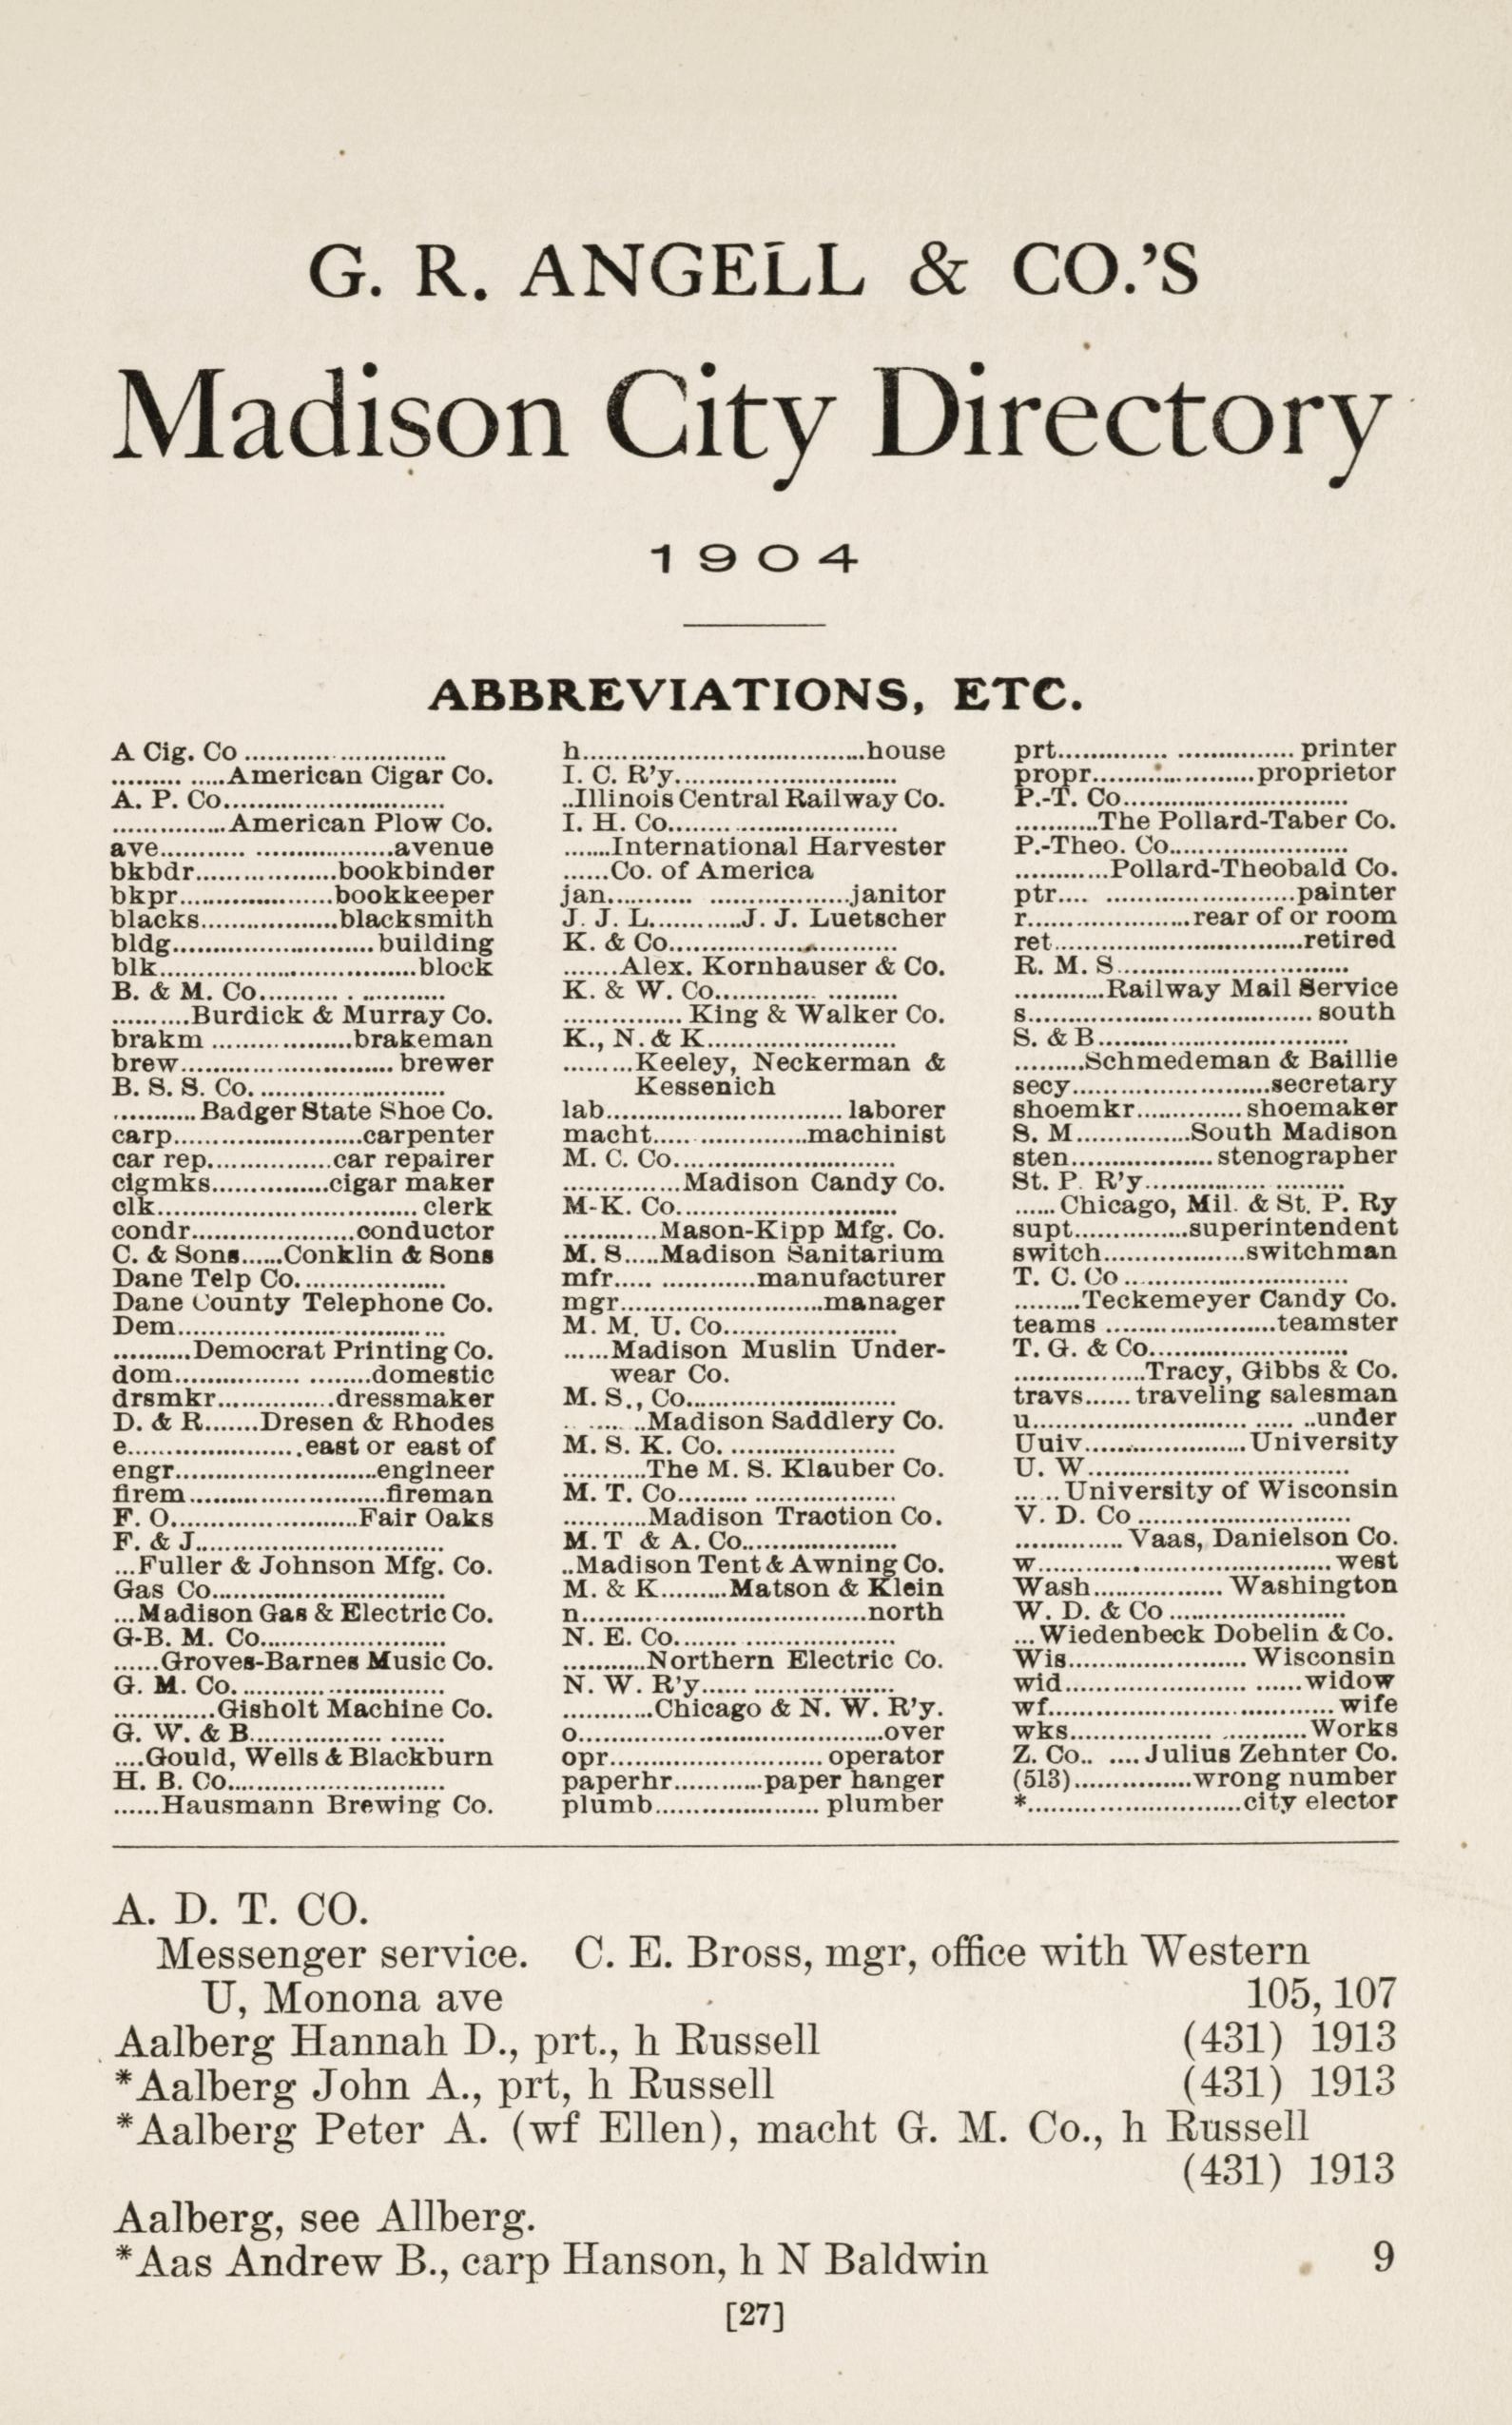 G. R. ANGELL & CO.'S
Madison City Directory
1904
ABBREVIATIONS, ETC.
A Cig. Co ..........................
..............American Cigar Co.
A. P. Co............................
...............American Plow Co.
ave..............................avenue
bkbdr...................bookbinder
bkpr.....................bookkeeper
blacks..................blacksmith
bldg.......................... building
blk..................................block
B. & M. Co........................
..........Burdick & Murray Co.
brakm ..................brakeman
brew............................ brewer
B. S. S. Co. ........................
........... Badger State Shoe Co.
carp.........................carpenter
car rep................car repairer
cigmks...............cigar maker
clk.................................. clerk
condr.....................conductor
C. & Sons......Conklin & Sons
Dane Telp Co...................
Dane County Telephone Co.
Dem...................................
..........Democrat Printing Co.
dom........................domestic
drsmkr...............dressmaker
D. & R.......Dresen & Rhodes
e.......................east or east of
engr..........................engineer
firem.........................fireman
F. O.........................Fair Oaks
F. & J.................................
...Fuller & Johnson Mfg. Co.
Gas Co...............................
...Madison Gas & Electric Co.
G-B. M. Co........................
......Groves-Barnes Music Co.
G. M. Co...........................
.............Gisholt Machine Co.
G. W. & B.........................
....Gould, Wells & Blackburn
H. B. Co............................
......Hausmann Brewing Co.
h.....................................house
I. C. R'y.............................
..Illinois Central Railway Co.
I. H. Co..............................
.......International Harvester
......Co. of America
jan.............................janitor
J. J. L............J. J. Luetscher
K. & Co..............................
........Alex. Kornhauser & Co.
K. & W. Co......................
............... King & Walker Co.
K., N. & K.........................
.........Keeley, Neckerman &
Kessenich
lab.............................. laborer
macht....................machinist
M. C. Co............................
...............Madison Candy Co.
M-K. Co............................
............Mason-Kipp Mfg. Co.
M. S.....Madison Sanitarium
mfr.................manufacturer
mgr..........................manager
M. M. U. Co......................
......Madison Muslin Under-
wear Co.
M. S., Co...........................
..........Madison Saddlery Co.
M. S. K. Co. .....................
...........The M. S. Klauber Co.
M. T. Co...........................
...........Madison Traction Co.
M. T & A. Co....................
..Madison Tent & Awning Co.
M. & K.........Matson & Klein
n.....................................north
N. E. Co............................
...........Northern Electric Co.
N. W. R'y........................
............Chicago & N. W. R'y.
o........................................over
opr........................... operator
paperhr............paper hanger
plumb..................... plumber
prt............................. printer
propr.....................proprietor
P.-T. Co.............................
...........The Pollard-Taber Co.
P.-Theo. Co.......................
............Pollard-Theobald Co.
ptr............................painter
r.....................rear of or room
ret................................retired
R. M. S..............................
............Railway Mail Service
s..................................... south
S. & B................................
.........Schmedeman & Baillie
secy.........................secretary
shoemkr.............. shoemaker
S. M...............South Madison
sten.................. stenographer
St. P. R'y..........................
...... Chicago, Mil. & St. P. Ry
supt...............superintendent
switch..................switchman
T. C. Co ............................
.........Teckemeyer Candy Co.
teams ......................teamster
T. G. & Co.........................
.................Tracy, Gibbs & Co.
travs...... traveling salesman
u...................................under
Uuiv..................... University
U. W..................................
...... University of Wisconsin
V. D. Co ...........................
.............. Vaas, Danielson Co.
w...................................... west
Wash................. Washington
W. D. & Co .......................
... Wiedenbeck Dobelin & Co.
Wis....................... Wisconsin
wid.............................widow
wf..................................... wife
wks.............................Works
Z. Co.. .... Julius Zehnter Co.
(513)...............wrong number
*............................city elector
A. D. T. CO.
Messenger service. C. E. Bross, mgr, office with Western
U, Monona ave 105, 107
Aalberg Hannah D., prt., h Russell (431) 1913
*Aalberg John A., prt, h Russell (431) 1913
*Aalberg Peter A. (wf Ellen), macht G. M. Co., h Russell
(431) 1913
Aalberg, see Allberg.
*Aas Andrew B., carp Hanson, h N Baldwin 9
[27]